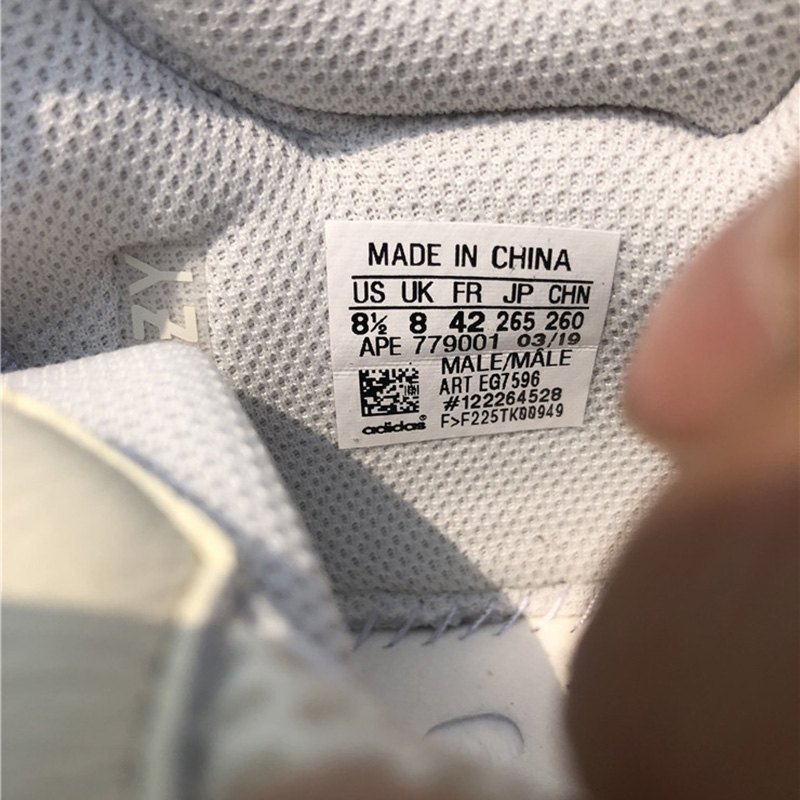 MADE IN CHINA
US UK FR JP CHN
8½ 8 42 265 260
APE 779001 03/19
MALE/MÂLE
ART EG7596
#122264528
F>F225TK00949
adidas®
ZY